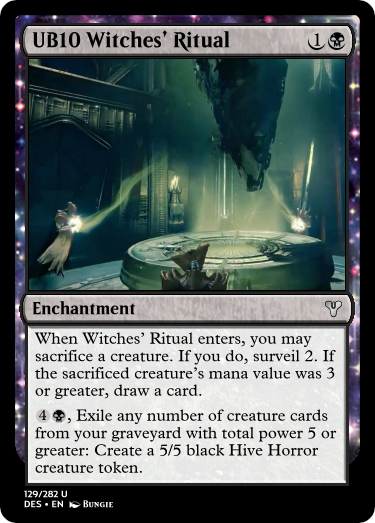 UB10 Witches' Ritual 1
Enchantment
When Witches' Ritual enters, you may
sacrifice a creature. If you do, surveil 2. If
the sacrificed creature's mana value was 3
or greater, draw a card.
4, Exile any number of creature cards
from your graveyard with total power 5 or
greater: Create a 5/5 black Hive Horror
creature token.
129/282 U
DES • EN Bungie